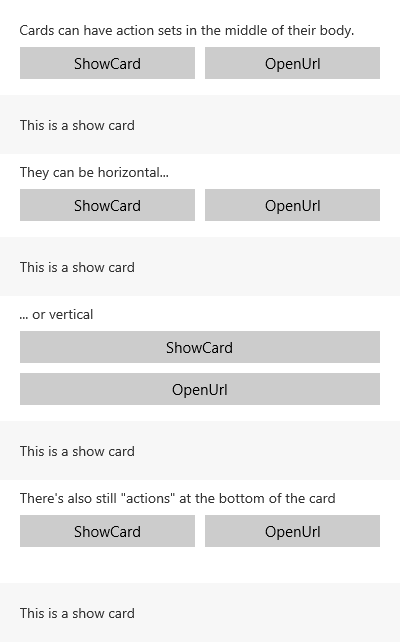 Cards can have action sets in the middle of their body.
ShowCard OpenUrl
This is a show card
They can be horizontal...
ShowCard OpenUrl
This is a show card
... or vertical
ShowCard
OpenUrl
This is a show card
There's also still "actions" at the bottom of the card
ShowCard OpenUrl
This is a show card